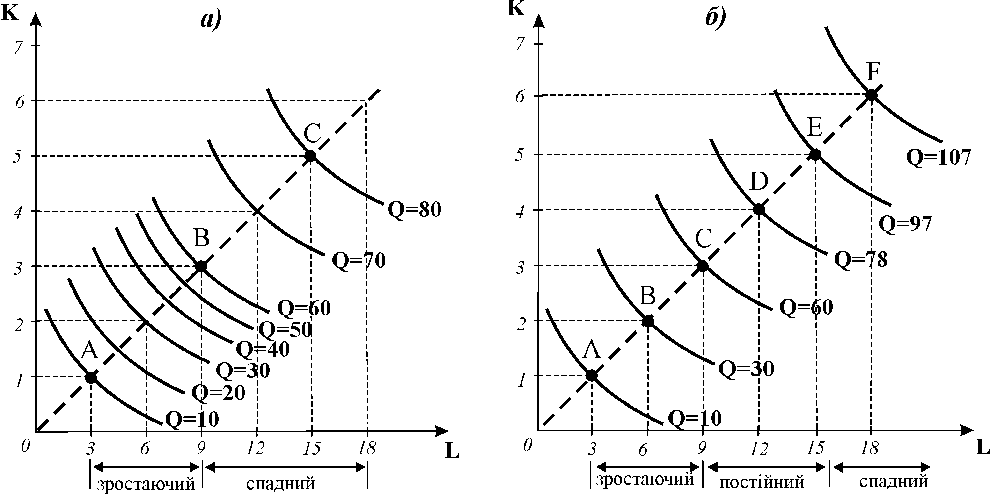 а)
K
7
6
5
4
3
2
1
0
3
6
9
12
15
18
L
A
B
C
Q=80
Q=70
Q=60
Q=50
Q=40
Q=30
Q=20
Q=10
зростаючий
спадний
б)
K
7
6
5
4
3
2
1
0
3
6
9
12
15
18
L
A
B
C
D
E
F
Q=107
Q=97
Q=78
Q=60
Q=30
Q=10
зростаючий
постійний
спадний